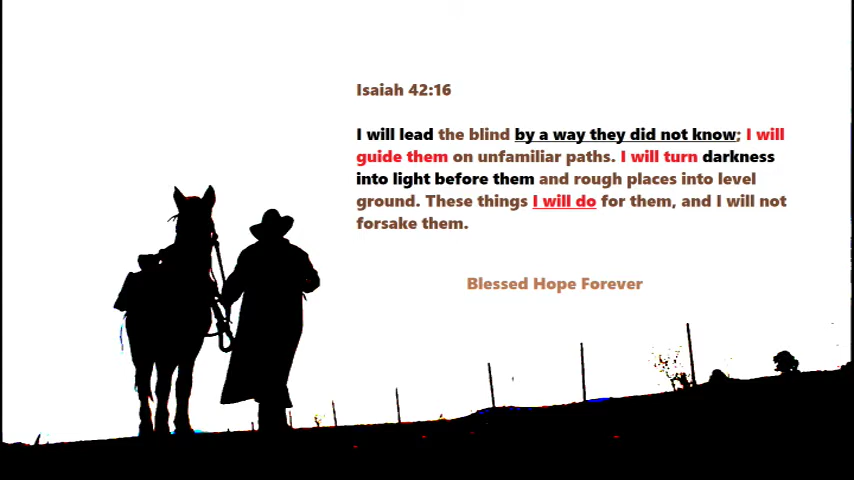 Isaiah 42:16
I will lead the blind by a way they did not know; I will
guide them on unfamiliar paths. I will turn darkness
into light before them and rough places into level
ground. These things I will do for them, and I will not
forsake them.
Blessed Hope Forever